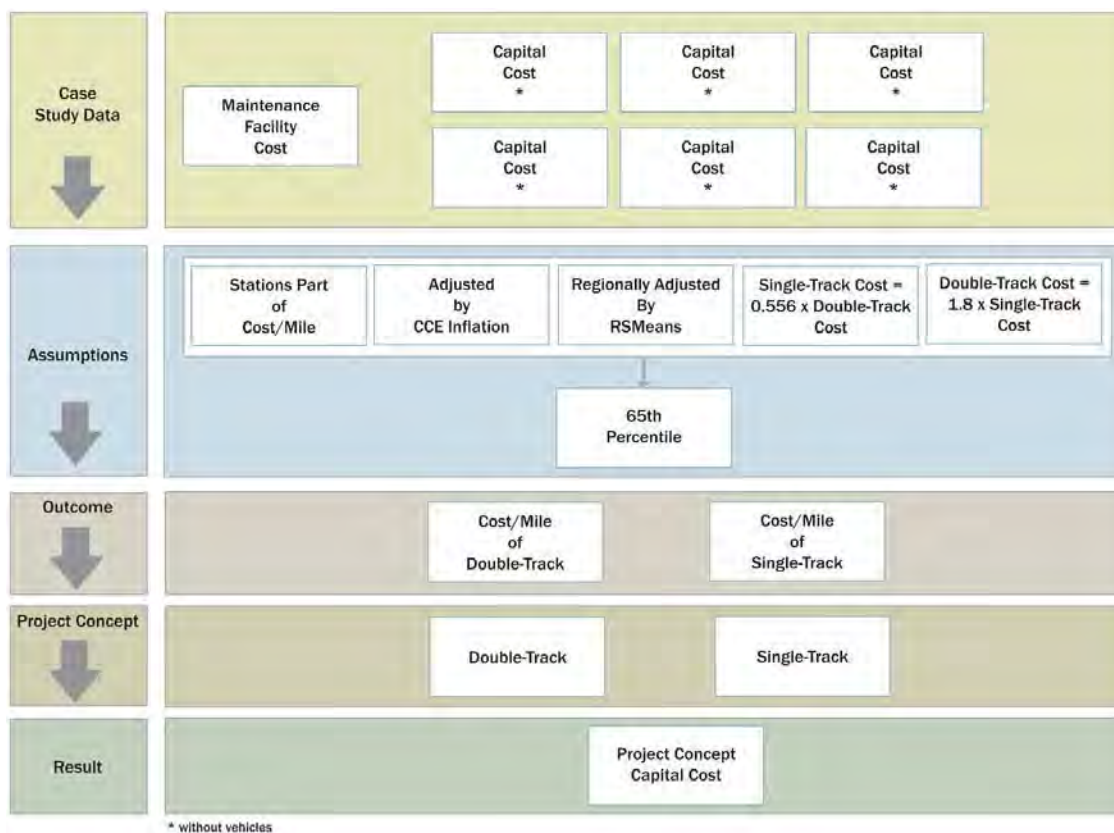 Case
Study Data
Maintenance
Facility
Cost
Capital
Cost
*
Capital
Cost
*
Capital
Cost
*
Capital
Cost
*
Capital
Cost
*
Capital
Cost
*
Assumptions
Stations Part
of
Cost/Mile
Adjusted
by
CCE Inflation
Regionally Adjusted
By
RSMeans
Single-Track Cost =
0.556 x Double-Track
Cost
Double-Track Cost =
1.8 x Single-Track
Cost
65th
Percentile
Outcome
Cost/Mile
of
Double-Track
Cost/Mile
of
Single-Track
Project Concept
Double-Track
Single-Track
Result
Project Concept
Capital Cost
* without vehicles